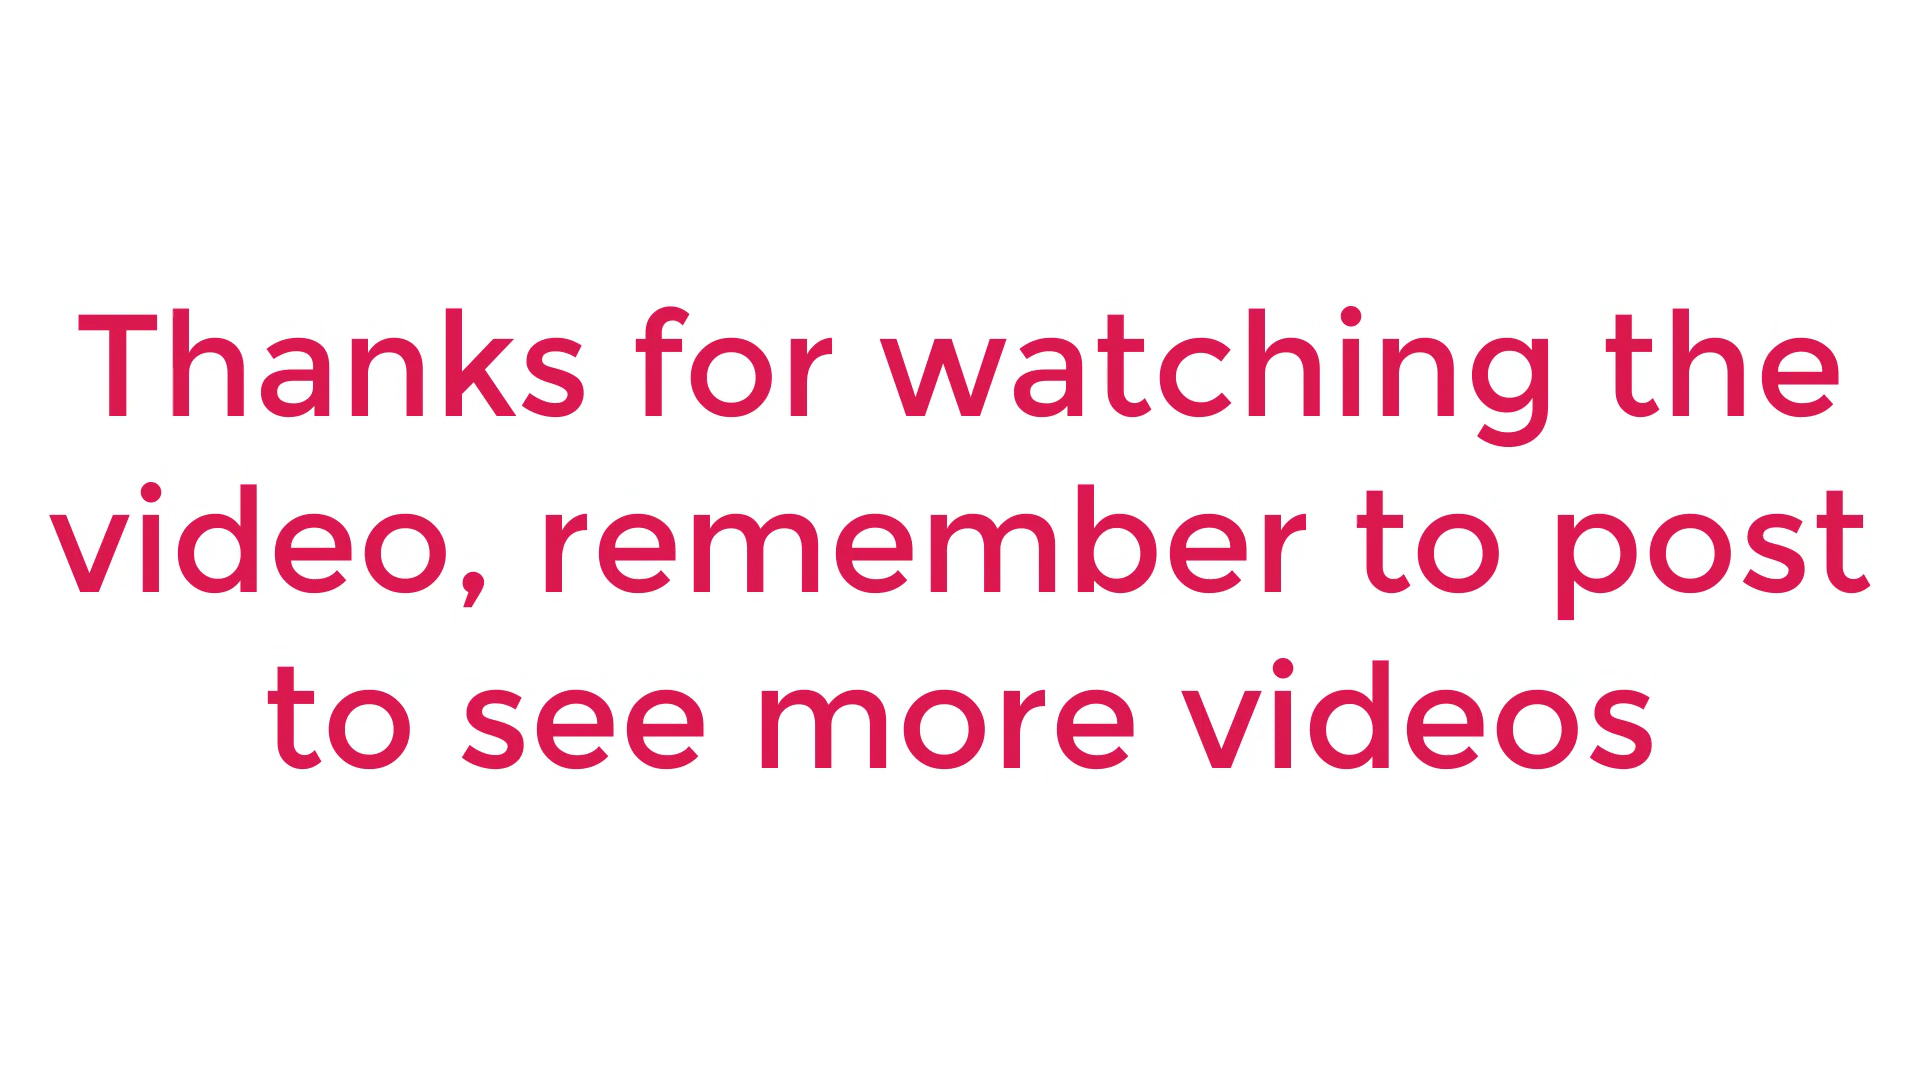 Thanks for watching the
video, remember to post
to see more videos